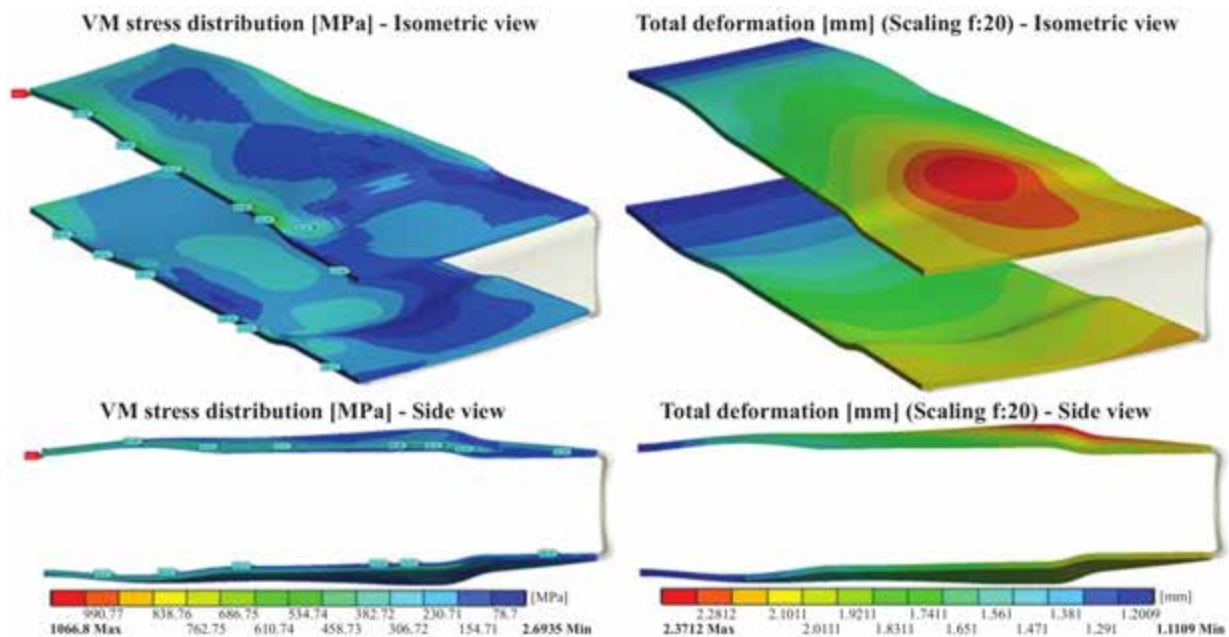 VM stress distribution [MPa] - Isometric view
Total deformation [mm] (Scaling f:20) - Isometric view
VM stress distribution [MPa] - Side view
Total deformation [mm] (Scaling f:20) - Side view
[MPa]
990.77 838.76 686.75 534.74 382.72 230.71 78.7
1066.8 Max 762.75 610.74 458.73 306.72 154.71 2.6935 Min
[mm]
2.2812 2.1011 1.9211 1.7411 1.561 1.381 1.2009
2.3712 Max 2.0111 1.8311 1.651 1.471 1.291 1.1109 Min